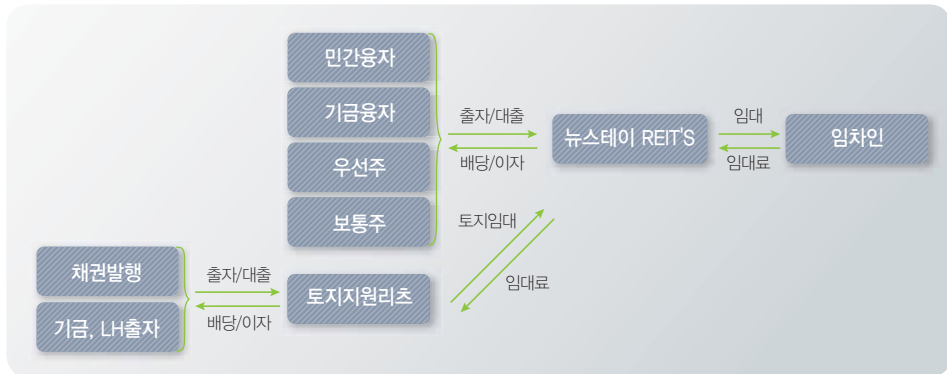 민간융자
기금융자
우선주
보통주
출자/대출
배당/이자
뉴스테이 REIT'S
임대
임대료
임차인
토지임대
임대료
채권발행
기금, LH출자
출자/대출
배당/이자
토지지원리츠